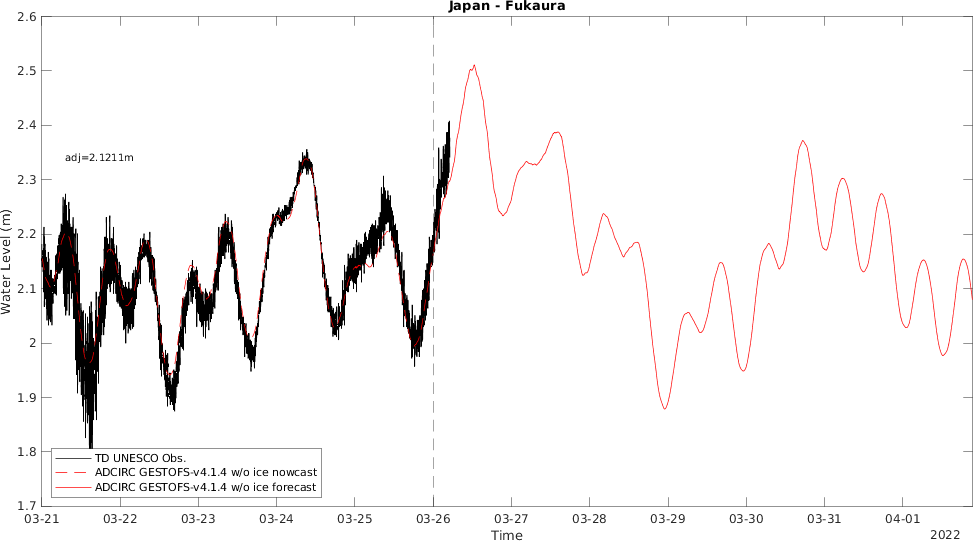 Japan - Fukaura
2.6
2.5
2.4
2.3
2.2
2.1
2
1.9
1.8
1.7
Water Level (m)
adj=2.1211m
TD UNESCO Obs.
ADCIRC GESTOFS-v4.1.4 w/o ice nowcast
ADCIRC GESTOFS-v4.1.4 w/o ice forecast
03-21 03-22 03-23 03-24 03-25 03-26 03-27 03-28 03-29 03-30 03-31 04-01
Time
2022